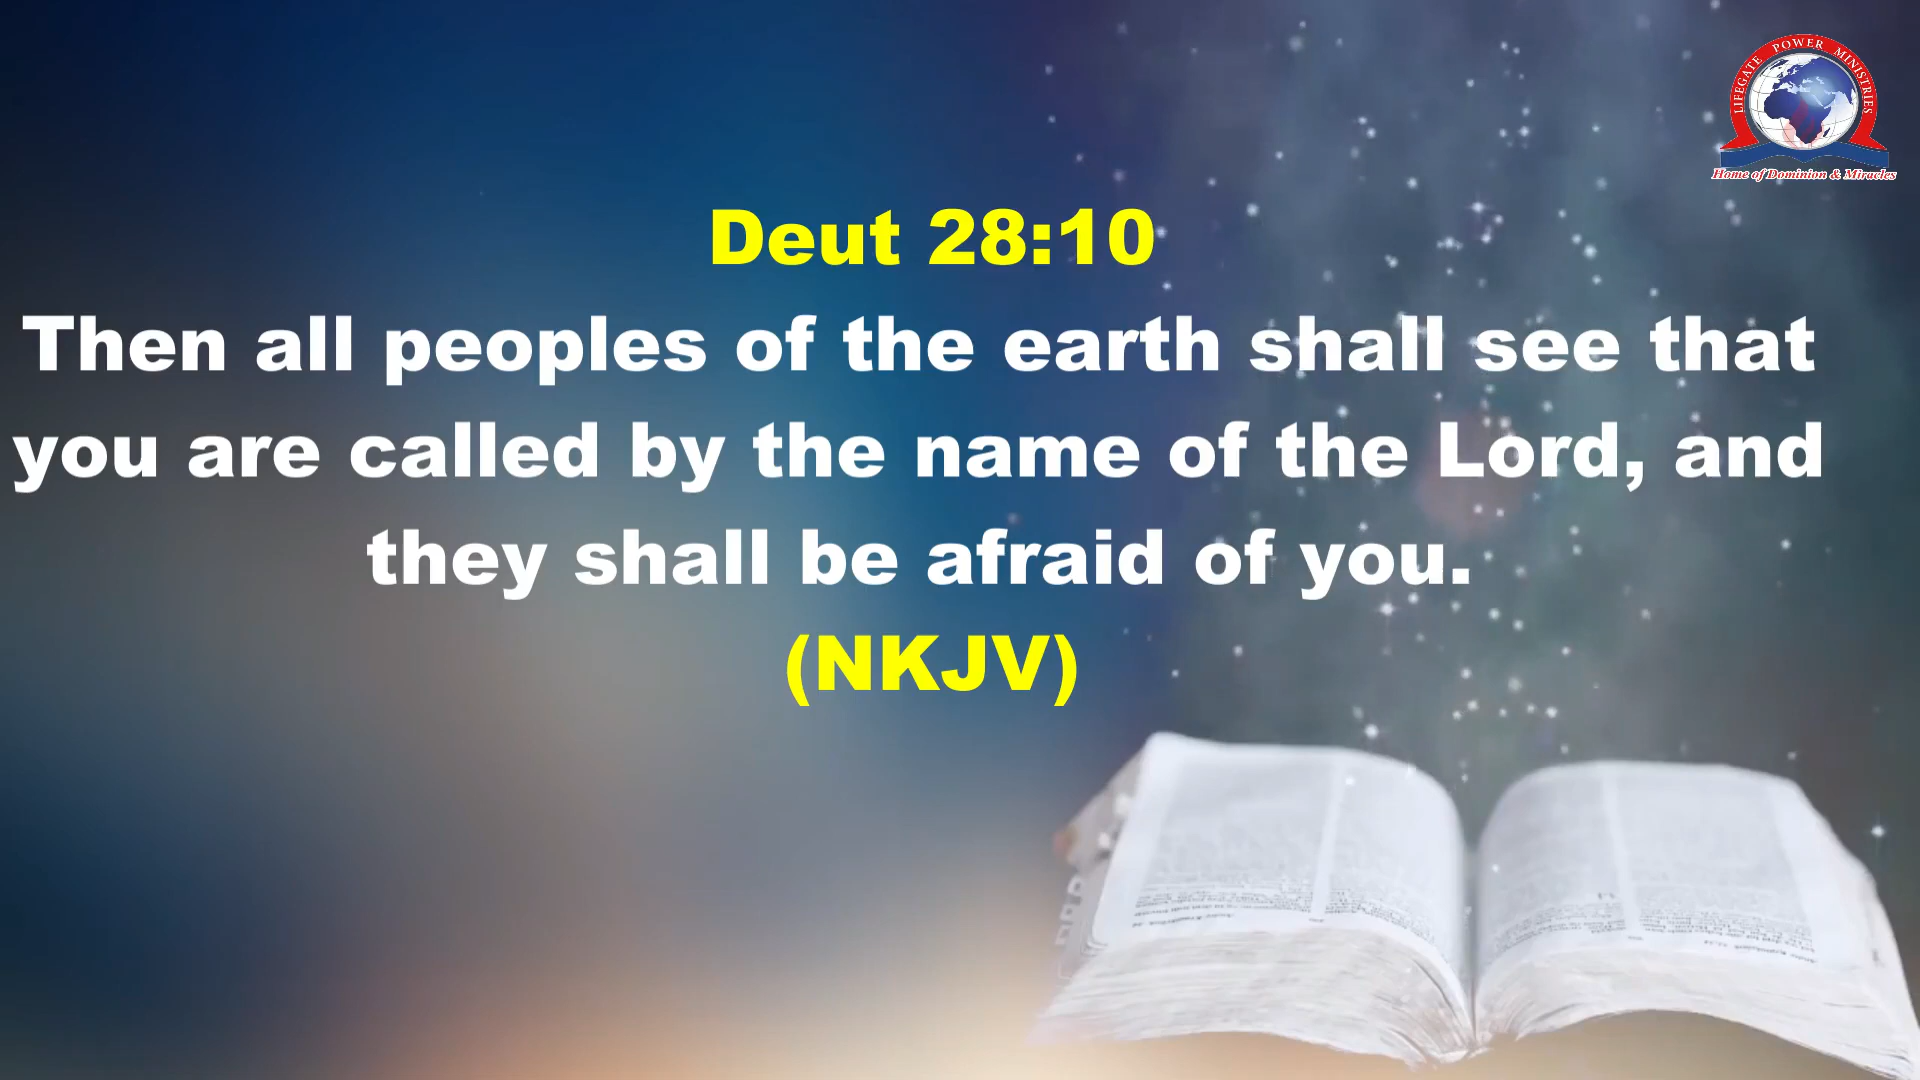 LIFEGATE POWER MINISTRIES
Home of Dominion & Miracles
Deut 28:10
Then all peoples of the earth shall see that
you are called by the name of the Lord, and
they shall be afraid of you.
(NKJV)